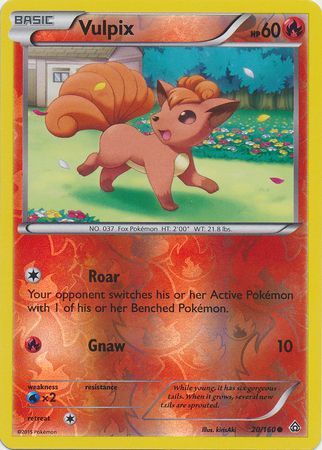 BASIC
Vulpix
HP60
NO. 037 Fox Pokémon HT: 2'00" WT: 21.8 lbs.
Roar
Your opponent switches his or her Active Pokémon
with 1 of his or her Benched Pokémon.
Gnaw 10
weakness resistance
×2
retreat
While young, it has six gorgeous
tails. When it grows, several new
tails are sprouted.
©2015 Pokémon
Illus. kirisAki
20/160